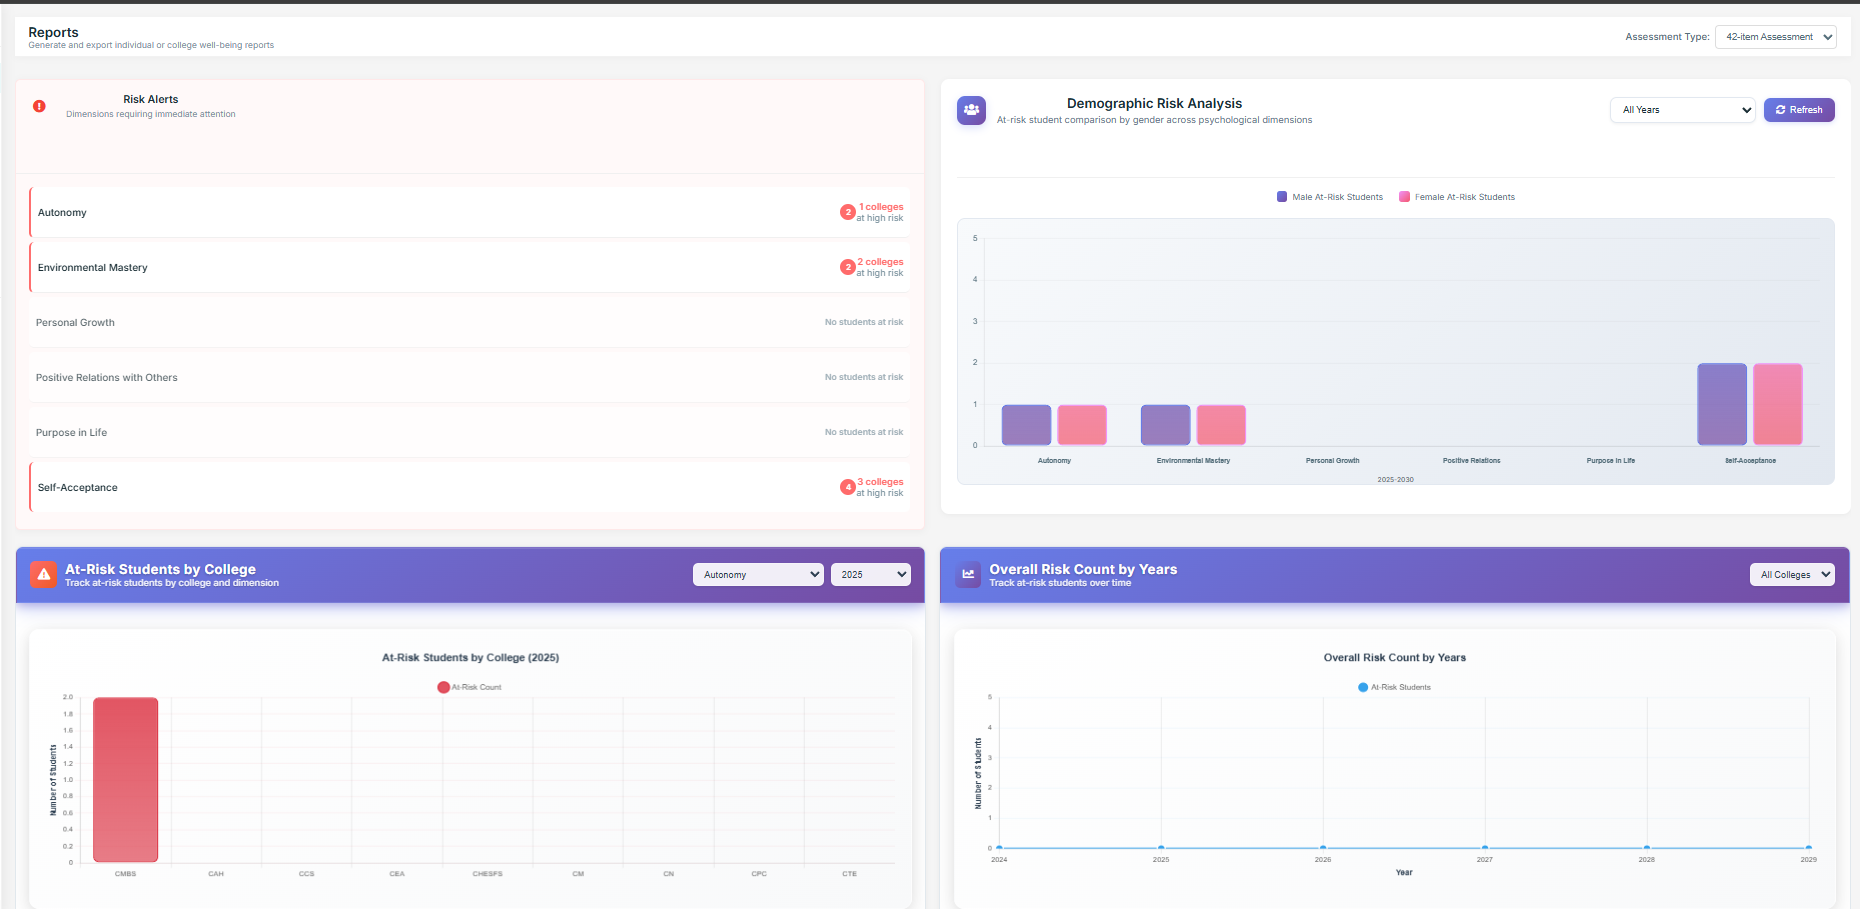 Reports
Generate and export individual or college well-being reports
Assessment Type: 42-item Assessment
Risk Alerts
Dimensions requiring immediate attention
Autonomy
2
1 colleges
at high risk
Environmental Mastery
2
2 colleges
at high risk
Personal Growth
No students at risk
Positive Relations with Others
No students at risk
Purpose in Life
No students at risk
Self-Acceptance
4
3 colleges
at high risk
Demographic Risk Analysis
At-risk student comparison by gender across psychological dimensions
All Years
Refresh
Male At-Risk Students
Female At-Risk Students
5
4
3
2
1
0
Autonomy
Environmental Mastery
Personal Growth
Positive Relations
Purpose in Life
Self-Acceptance
2025-2030
At-Risk Students by College
Track at-risk students by college and dimension
Autonomy
2025
At-Risk Students by College (2025)
At-Risk Count
Number of Students
2.0
1.8
1.6
1.4
1.2
1.0
0.8
0.6
0.4
0.2
0
CMBS
CAH
CCS
CEA
CHESFS
CM
CN
CPC
CTE
Overall Risk Count by Years
Track at-risk students over time
All Colleges
Overall Risk Count by Years
At-Risk Students
Number of Students
5
4
3
2
1
0
2024
2025
2026
2027
2028
2029
Year